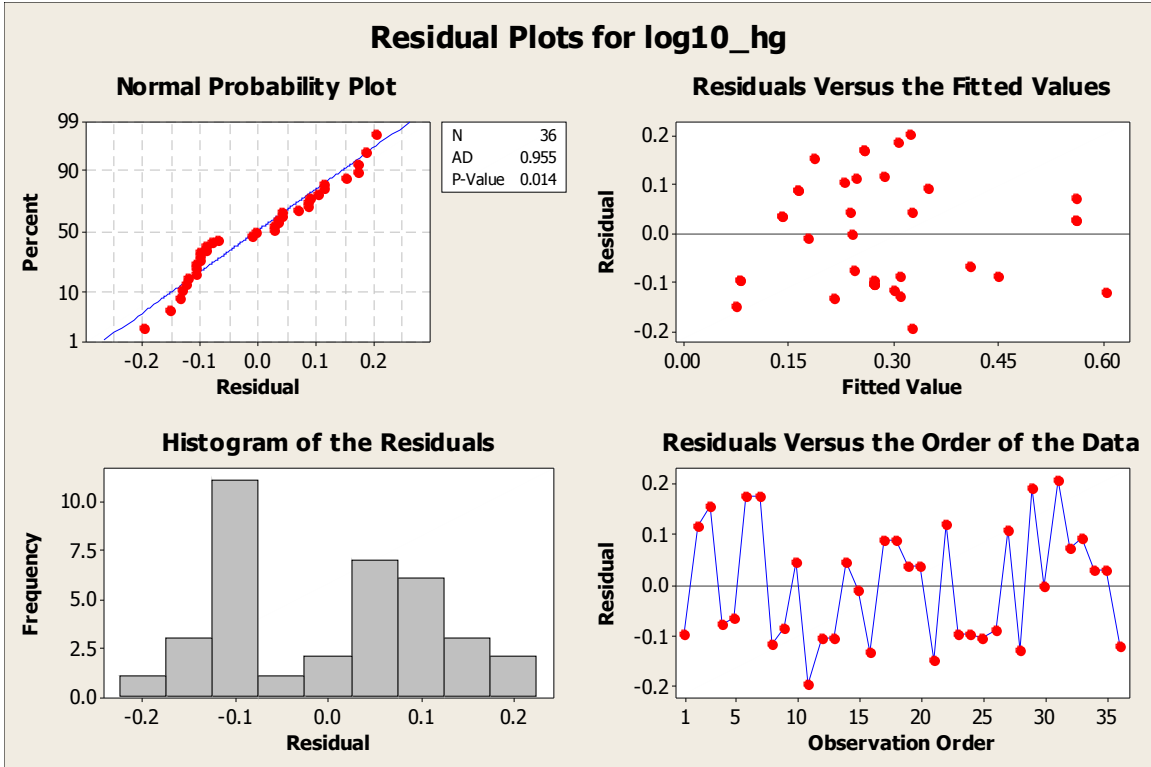 Residual Plots for log10_hg
Normal Probability Plot
99
90
50
10
1
Percent
-0.2 -0.1 0.0 0.1 0.2
Residual
N 36
AD 0.955
P-Value 0.014
Residuals Versus the Fitted Values
0.2
0.1
0.0
-0.1
-0.2
Residual
0.00 0.15 0.30 0.45 0.60
Fitted Value
Histogram of the Residuals
10.0
7.5
5.0
2.5
0.0
Frequency
-0.2 -0.1 0.0 0.1 0.2
Residual
Residuals Versus the Order of the Data
0.2
0.1
0.0
-0.1
-0.2
Residual
1 5 10 15 20 25 30 35
Observation Order